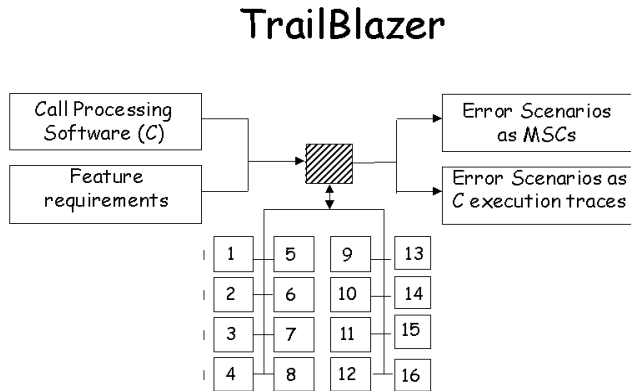 TrailBlazer
Call Processing
Software (C)
Feature
requirements
Error Scenarios
as MSCs
Error Scenarios as
C execution traces
1 5 9 13
2 6 10 14
3 7 11 15
4 8 12 16